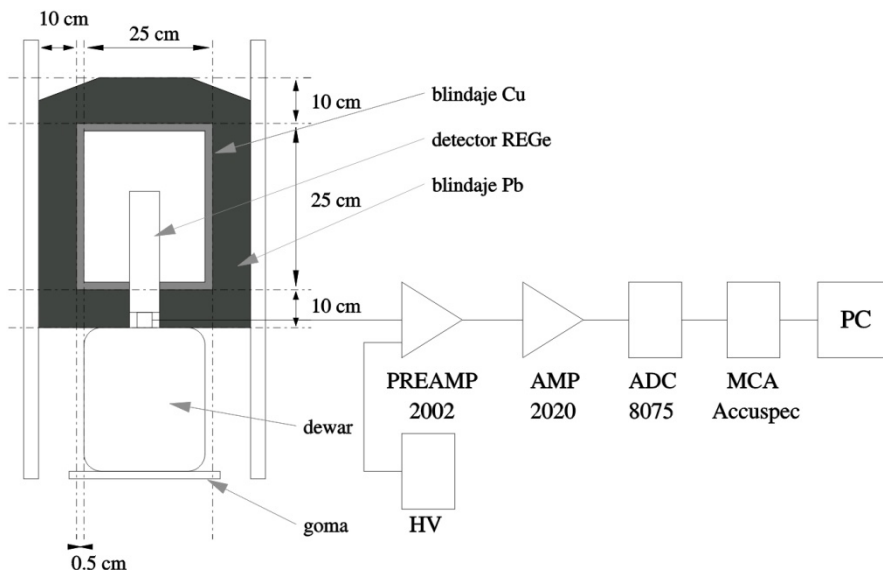 10 cm
25 cm
blindaje Cu
10 cm
detector REGe
blindaje Pb
25 cm
10 cm
PC
PREAMP
2002
AMP
2020
ADC
8075
MCA
Accuspec
dewar
goma
HV
0.5 cm